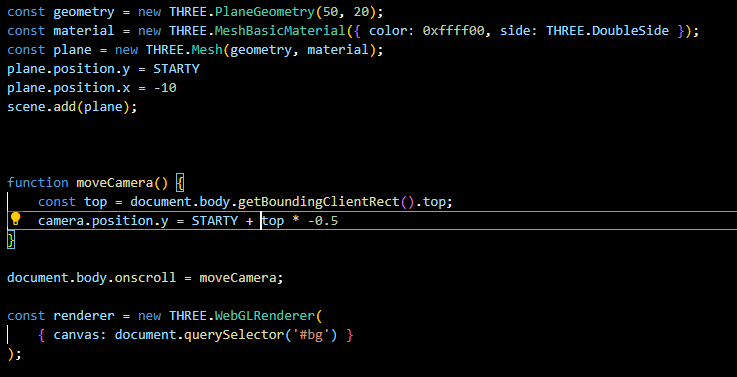 const geometry = new THREE.PlaneGeometry(50, 20);
const material = new THREE.MeshBasicMaterial({ color: 0xffff00, side: THREE.DoubleSide });
const plane = new THREE.Mesh(geometry, material);
plane.position.y = STARTY
plane.position.x = -10
scene.add(plane);
function moveCamera() {
    const top = document.body.getBoundingClientRect().top;
    camera.position.y = STARTY + top * -0.5
}
document.body.onscroll = moveCamera;
const renderer = new THREE.WebGLRenderer(
    { canvas: document.querySelector('#bg') }
);